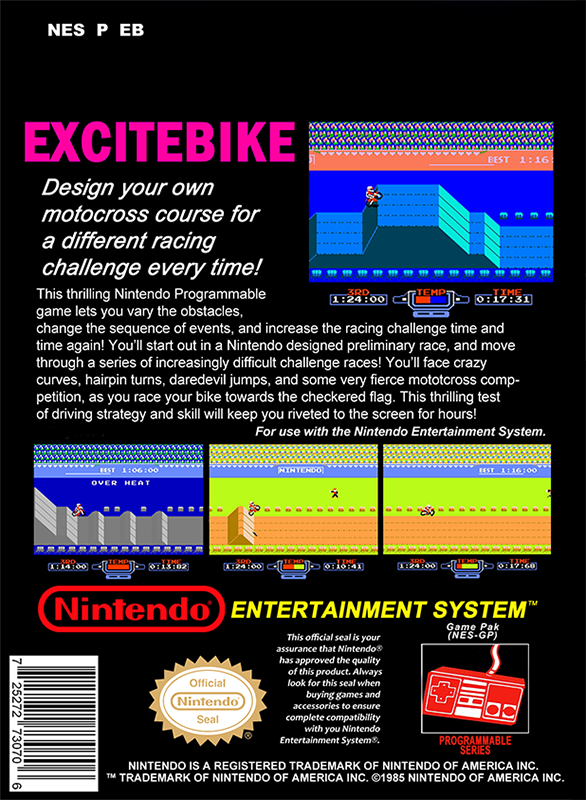 NES P EB
EXCITEBIKE
Design your own
motocross course for
a different racing
challenge every time!
BEST 1:16
3RD TEMP TIME
1:24:00 0:17:31
This thrilling Nintendo Programmable
game lets you vary the obstacles,
change the sequence of events, and increase the racing challenge time and
time again! You'll start out in a Nintendo designed preliminary race, and move
through a series of increasingly difficult challenge races! You'll face crazy
curves, hairpin turns, daredevil jumps, and some very fierce mototcross comp-
petition, as you race your bike towards the checkered flag. This thrilling test
of driving strategy and skill will keep you riveted to the screen for hours!
For use with the Nintendo Entertainment System.
BEST 1:06:00
OVER HEAT
3RD TEMP TIME
1:14:00 0:13:82
NINTENDO
3RD TEMP TIME
1:24:00 0:10:41
BEST 1:16:00
3RD TEMP TIME
1:24:00 0:17:68
Nintendo® ENTERTAINMENT SYSTEM™
This official seal is your
assurance that Nintendo®
has approved the quality
of this product. Always
look for this seal when
buying games and
accessories to ensure
complete compatibility
with you Nintendo
Entertainment System®.
Official
Nintendo
Seal
®
Game Pak
(NES-GP)
PROGRAMMABLE
SERIES
7 25272 73070 6
NINTENDO IS A REGISTERED TRADEMARK OF NINTENDO OF AMERICA INC.
™ TRADEMARK OF NINTENDO OF AMERICA INC. ©1985 NINTENDO OF AMERICA INC.